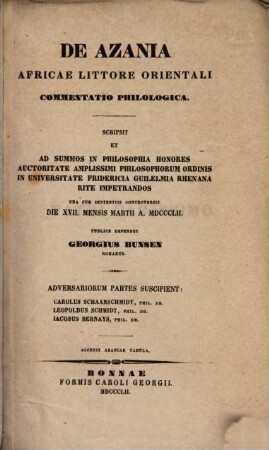 DE AZANIA
AFRICAE LITTORE ORIENTALI
COMMENTATIO PHILOLOGICA.
SCRIPSIT
ET
AD SUMMOS IN PHILOSOPHIA HONORES
AUCTORITATE AMPLISSIMI PHILOSOPHORUM ORDINIS
IN UNIVERSITATE FRIDERICIA GUILELMIA RHENANA
RITE IMPETRANDOS
UNA CUM SENTENTIIS CONTROVERSIS
DIE XVII. MENSIS MARTII A. MDCCCLII.
PUBLICE DEFENDET
GEORGIUS BUNSEN
ROMANUS.
ADVERSARIORUM PARTES SUSCIPIENT:
CAROLUS SCHAARSCHMIDT, PHIL. DR.
LEOPOLDUS SCHMIDT, PHIL. DR.
IACOBUS BERNAYS, PHIL. DR.
ACCEDIT AZANIAE TABULA.
BONNAE
FORMIS CAROLI GEORGII.
MDCCCLII.